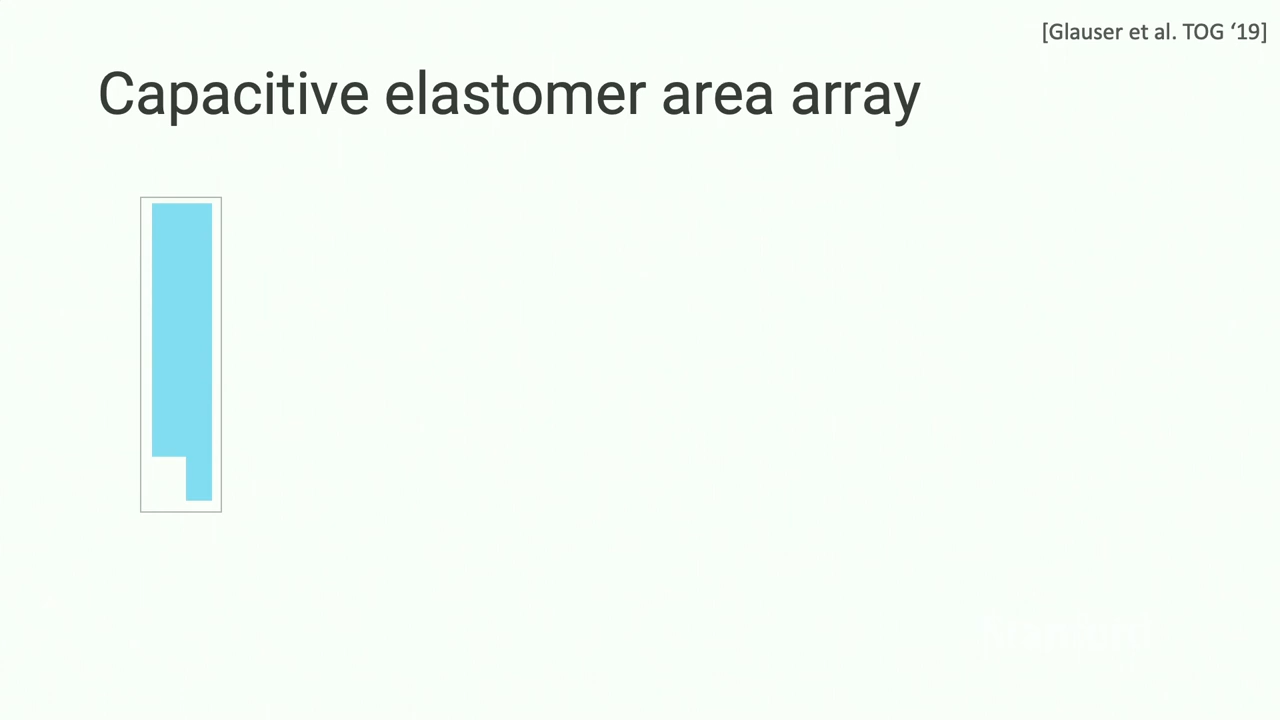 [Glauser et al. TOG ‘19]
Capacitive elastomer area array